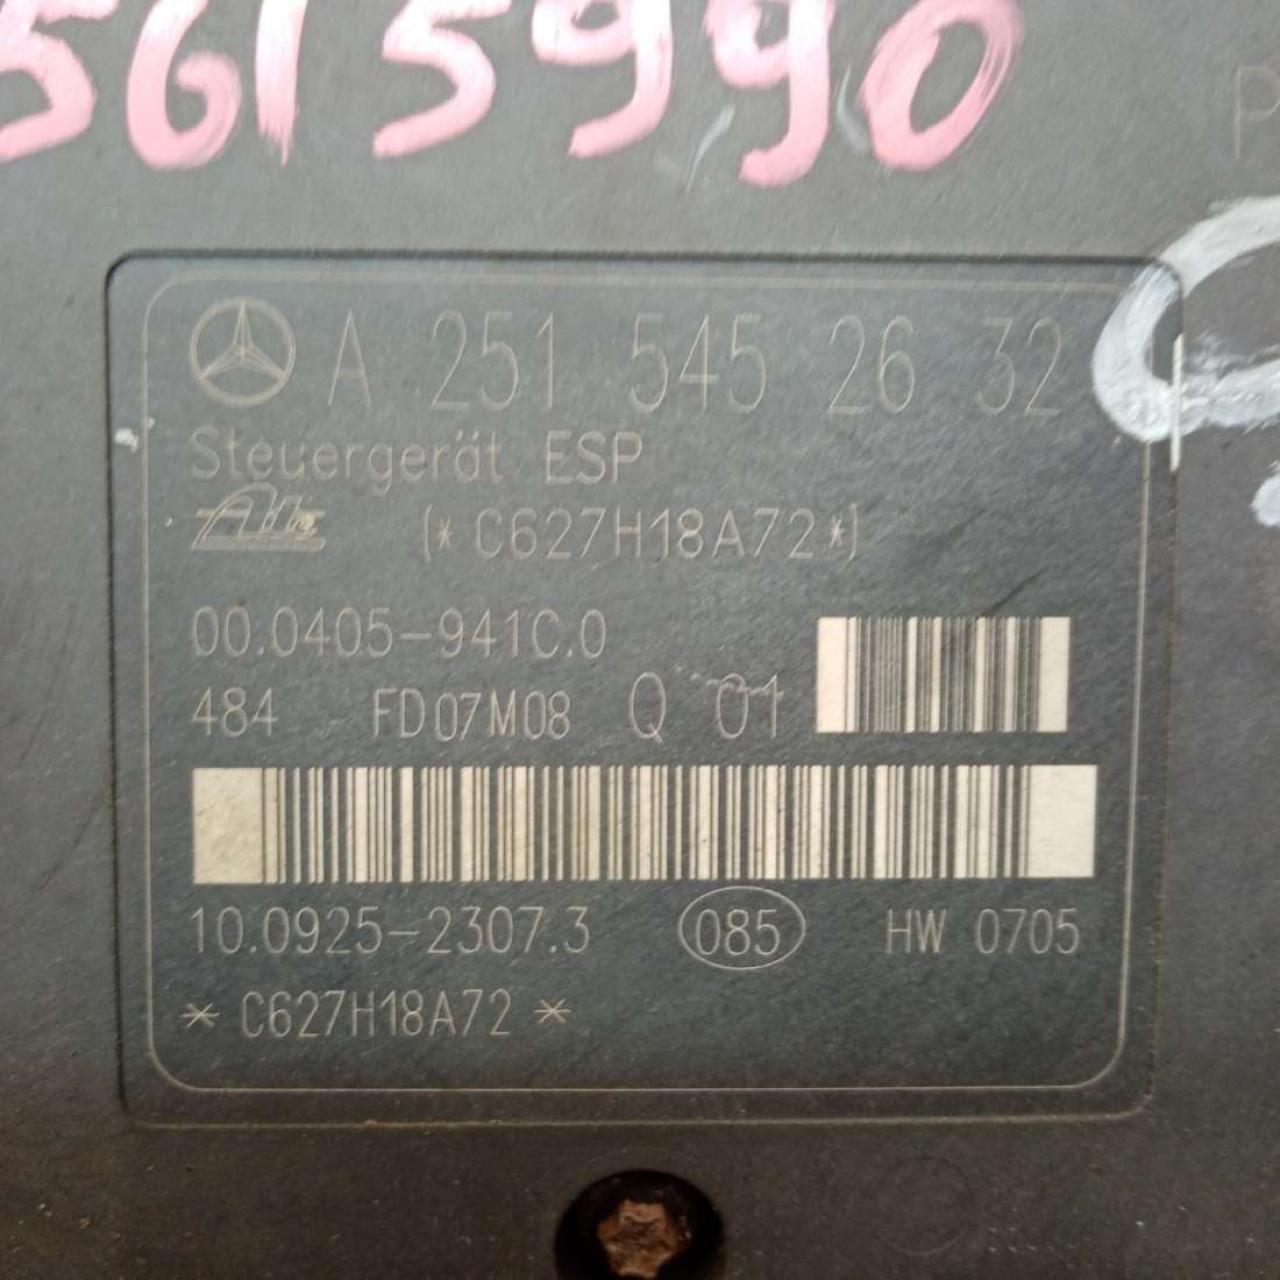 5615990
P
A 251 545 26 32
Steuergerät ESP
Ate (*C627H18A72*)
00.0405-941C.0
484 FD07M08 Q 01
10.0925-2307.3 085 HW 0705
* C627H18A72 *